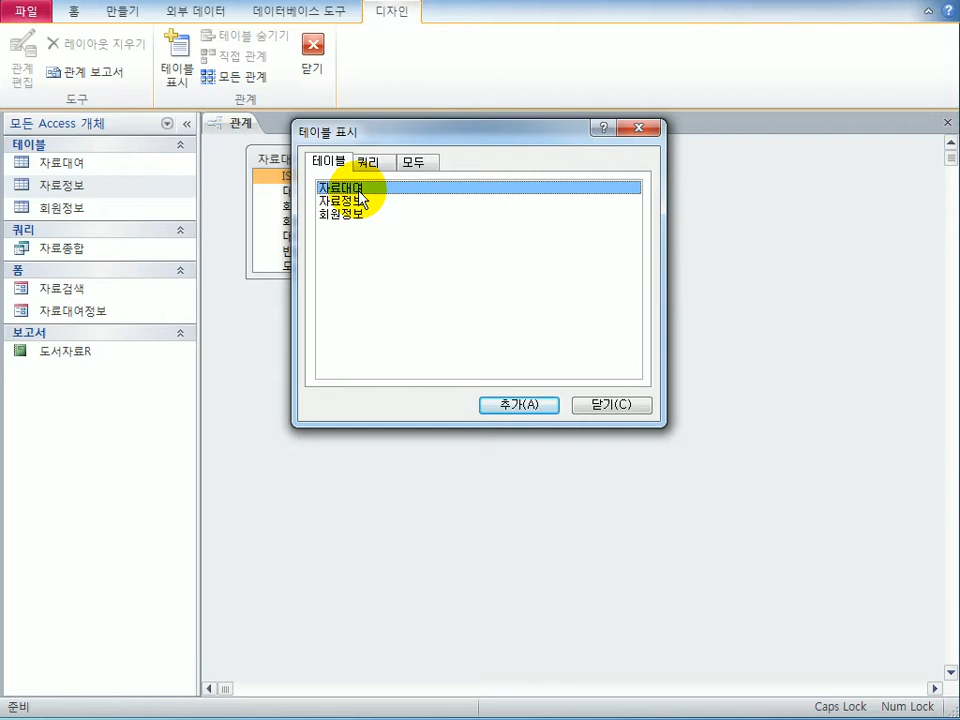 파일 홈 만들기 외부 데이터 데이터베이스 도구 디자인
관계 편집
레이아웃 지우기
관계 보고서
도구
테이블 표시
테이블 숨기기
직접 관계
모든 관계
닫기
관계
모든 Access 개체
테이블
자료대여
자료정보
회원정보
쿼리
자료종합
폼
자료검색
자료대여정보
보고서
도서자료R
관계
자료대
IS
대
회
회
대
반
도
테이블 표시
테이블 쿼리 모두
자료대여
자료정보
회원정보
추가(A) 닫기(C)
준비 Caps Lock Num Lock